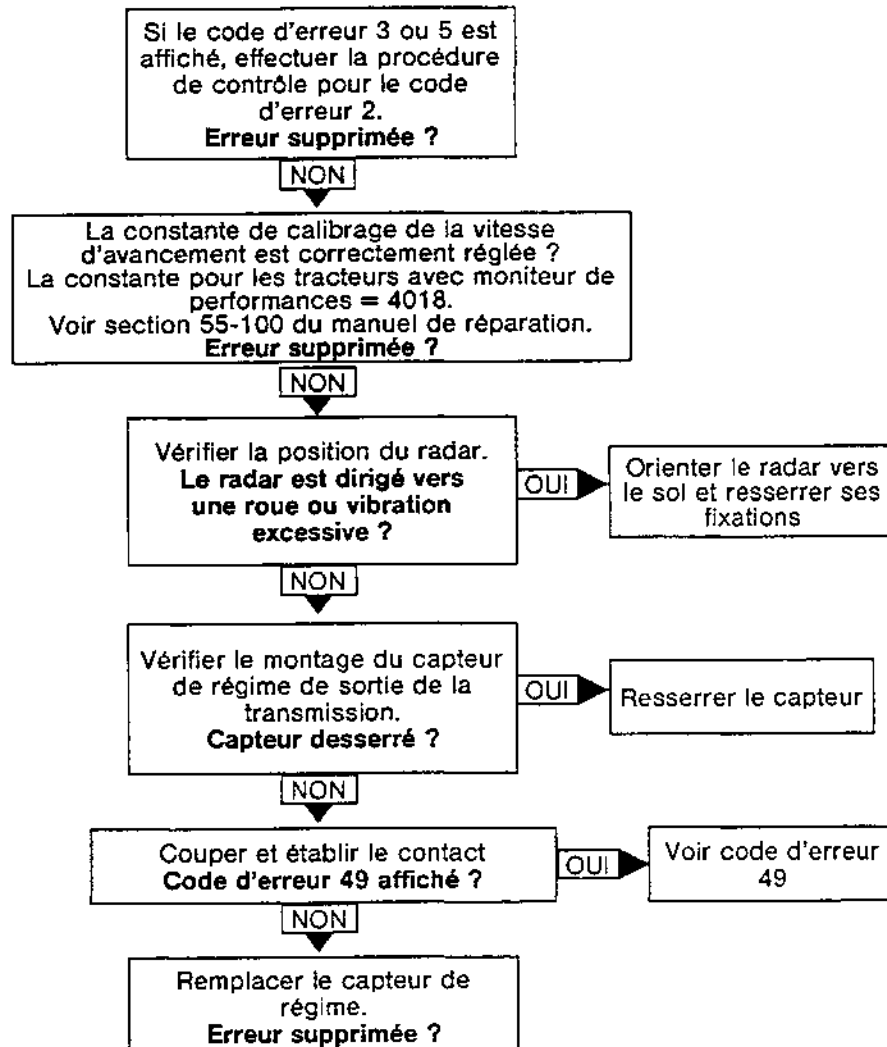 Si le code d'erreur 3 ou 5 est
affiché, effectuer la procédure
de contrôle pour le code
d'erreur 2.
Erreur supprimée ?
NON
La constante de calibrage de la vitesse
d'avancement est correctement réglée ?
La constante pour les tracteurs avec moniteur de
performances = 4018.
Voir section 55-100 du manuel de réparation.
Erreur supprimée ?
NON
Vérifier la position du radar.
Le radar est dirigé vers
une roue ou vibration
excessive ?
OUI
Orienter le radar vers
le sol et resserrer ses
fixations
NON
Vérifier le montage du capteur
de régime de sortie de la
transmission.
Capteur desserré ?
OUI
Resserrer le capteur
NON
Couper et établir le contact
Code d'erreur 49 affiché ?
OUI
Voir code d'erreur
49
NON
Remplacer le capteur de
régime.
Erreur supprimée ?